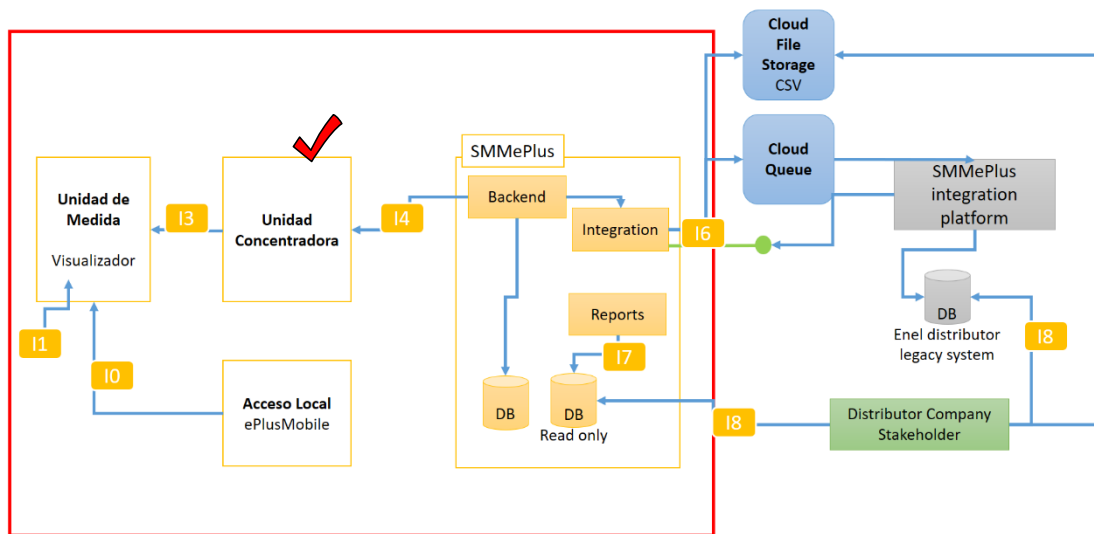 Cloud
File
Storage
CSV
SMMePlus
Cloud
Queue
SMMePlus
integration
platform
Unidad de
Medida
Visualizador
I3
Unidad
Concentradora
I4
Backend
Integration
I6
Reports
I7
I1
I0
DB
Enel distributor
legacy system
I8
Acceso Local
ePlusMobile
DB
DB
Read only
I8
Distributor Company
Stakeholder